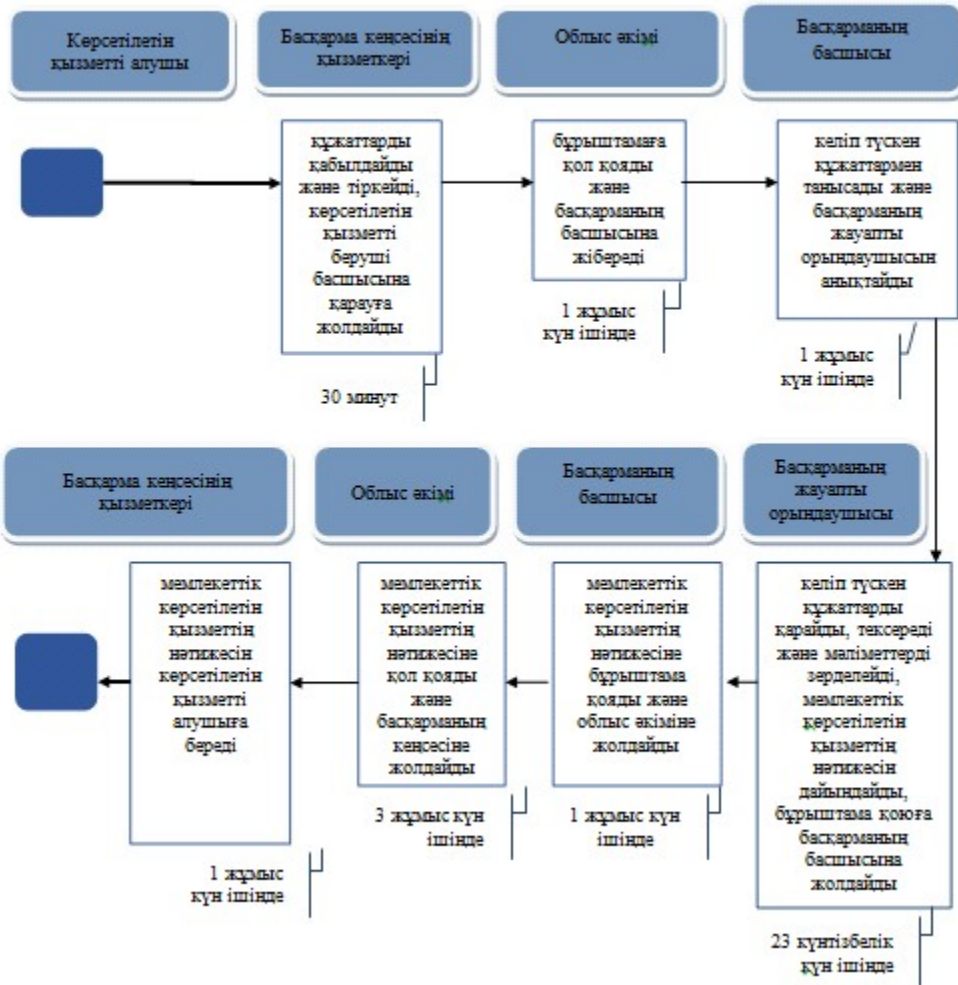 Көрсетілетін
қызметті алушы
Басқарма кеңсесінің
қызметкері
Облыс әкімі
Басқарманың
басшысы
құжаттарды
қабылдайды
және тіркейді,
көрсетілетін
қызметті
беруші
басшысына
қарауға
жолдайды
30 минут
бұрыштамаға
қол қояды
және
басқарманың
басшысына
жібереді
1 жұмыс
күн ішінде
келіп түскен
құжаттармен
танысады және
басқарманың
жауапты
орындаушысын
анықтайды
1 жұмыс
күн ішінде
Басқарма кеңсесінің
қызметкері
Облыс әкімі
Басқарманың
басшысы
Басқарманың
жауапты
орындаушысы
мемлекеттік
көрсетілетін
қызметтің
нәтижесін
көрсетілетін
қызметті
алушыға
береді
1 жұмыс
күн ішінде
мемлекеттік
көрсетілетін
қызметтің
нәтижесіне
қол қояды
және
басқарманың
кеңсесіне
жолдайды
3 жұмыс күн
ішінде
мемлекеттік
көрсетілетін
қызметтің
нәтижесіне
бұрыштама
қояды және
облыс әкіміне
жолдайды
1 жұмыс күн
ішінде
келіп түскен
құжаттарды
қарайды, тексереді
және мәліметтерді
зерделейді,
мемлекеттік
көрсетілетін
қызметтің
нәтижесін
дайындайды,
бұрыштама қоюға
басқарманың
басшысына
жолдайды
23 күнтізбелік
күн ішінде